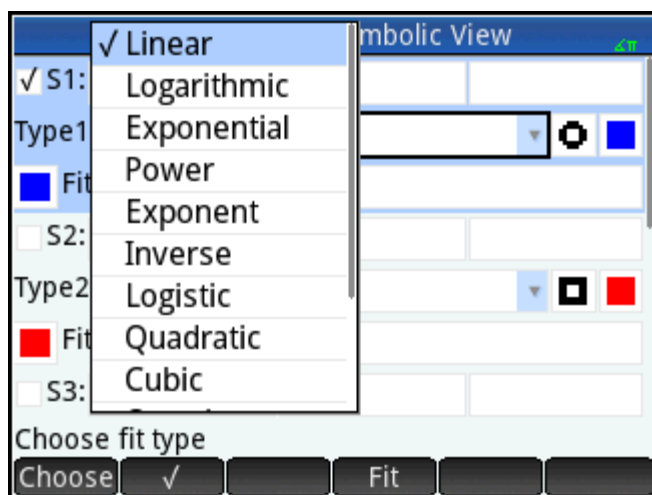 mbolic View
∡π
√ Linear
Logarithmic
Exponential
Power
Exponent
Inverse
Logistic
Quadratic
Cubic
√ S1:
Type1
Fit
S2:
Type2
Fit
S3:
Choose fit type
Choose √ Fit